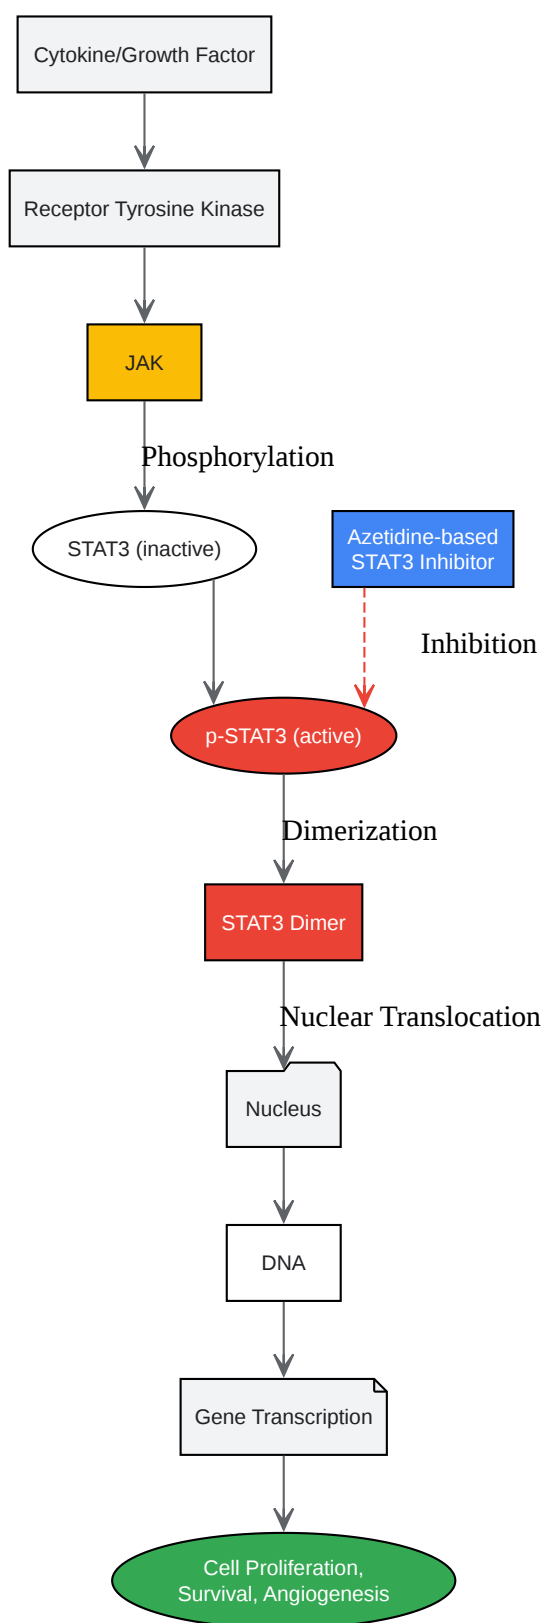 Cytokine/Growth Factor
Receptor Tyrosine Kinase
JAK
Phosphorylation
STAT3 (inactive)
Azetidine-based
STAT3 Inhibitor
Inhibition
p-STAT3 (active)
Dimerization
STAT3 Dimer
Nuclear Translocation
Nucleus
DNA
Gene Transcription
Cell Proliferation,
Survival, Angiogenesis